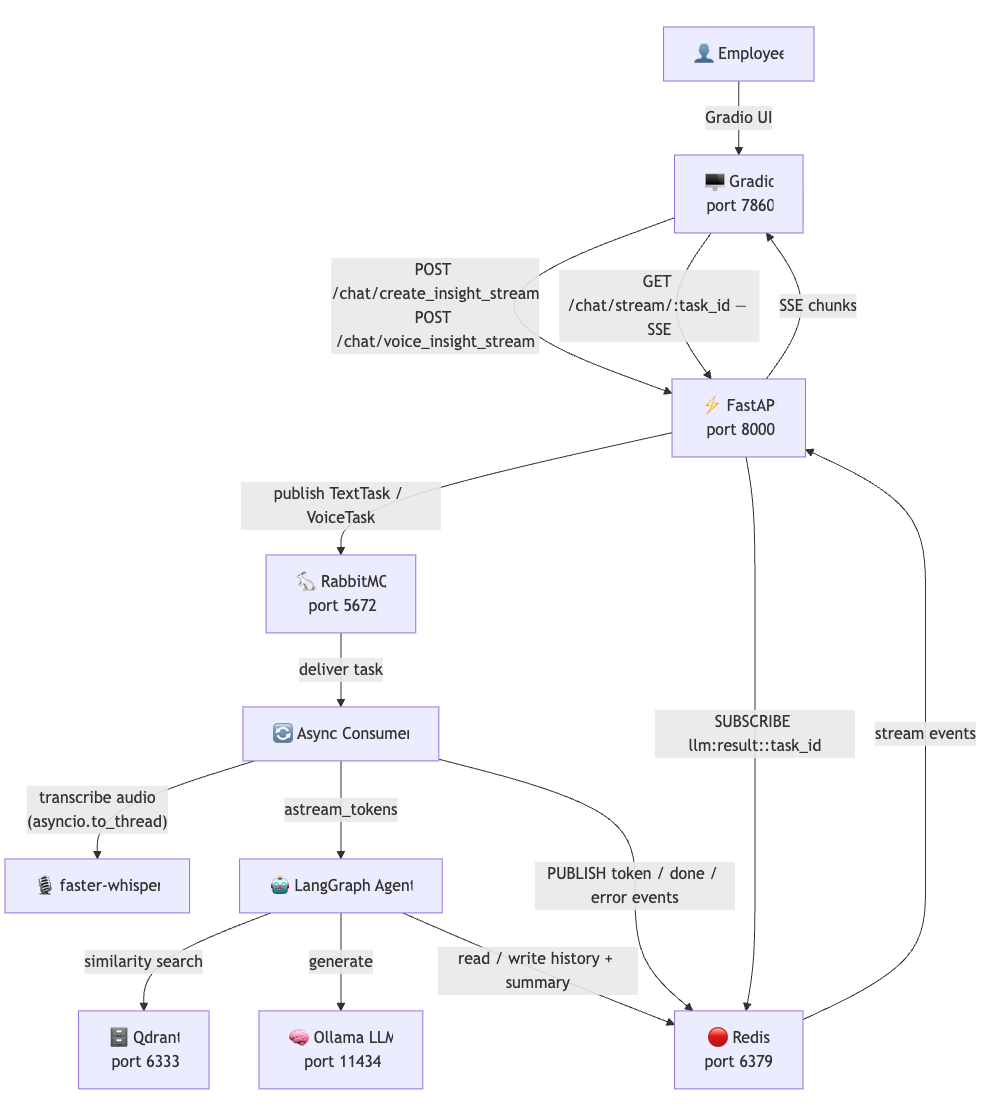 Employee
Gradio UI
Gradio
port 7860
POST
/chat/create_insight_stream
POST
/chat/voice_insight_stream
GET
/chat/stream/:task_id —
SSE
SSE chunks
FastAP
port 8000
publish TextTask /
VoiceTask
RabbitMQ
port 5672
deliver task
Async Consumer
transcribe audio
(asyncio.to_thread)
astream_tokens
SUBSCRIBE
llm:result::task_id
stream events
faster-whisper
LangGraph Agent
PUBLISH token / done /
error events
similarity search
generate
read / write history +
summary
Qdrant
port 6333
Ollama LLM
port 11434
Redis
port 6379